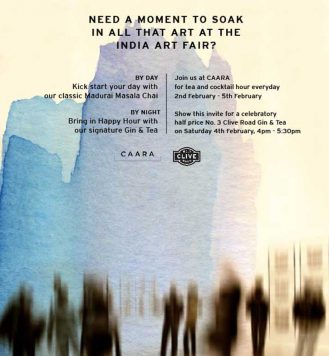 NEED A MOMENT TO SOAK
IN ALL THAT ART AT THE
INDIA ART FAIR?
BY DAY
Kick start your day with
our classic Madurai Masala Chai
BY NIGHT
Bring in Happy Hour with
our signature Gin & Tea
CAARA
CLIVE
Join us at CAARA
for tea and cocktail hour everyday
2nd February - 5th February
Show this invite for a celebratory
half price No. 3 Clive Road Gin & Tea
on Saturday 4th February, 4pm - 5:30pm